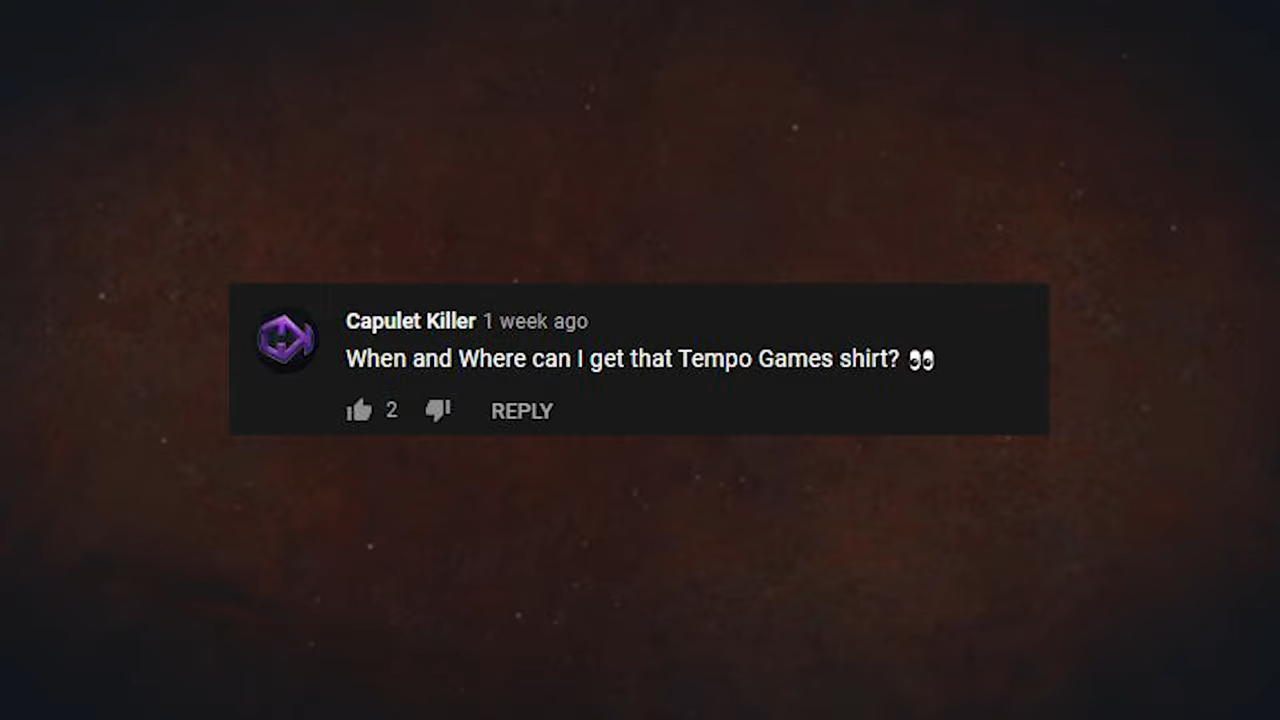 Capulet Killer 1 week ago
When and Where can I get that Tempo Games shirt? 👀
2 REPLY